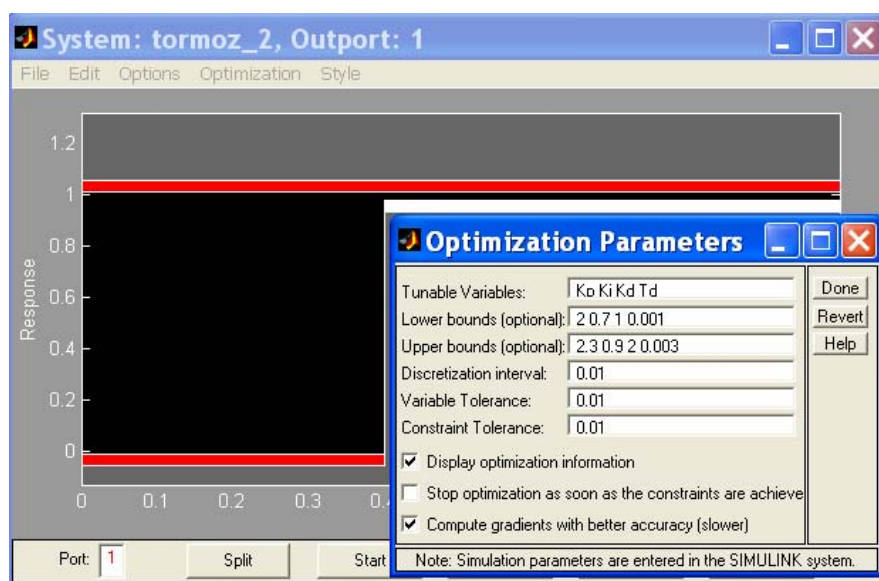 System: tormoz_2, Outport: 1
File Edit Options Optimization Style
1.2
1
0.8
0.6
0.4
0.2
0
Response
0 0.1 0.2 0.3 0.
Port: 1 Split Start
Optimization Parameters
Tunable Variables: Kp Ki Kd Td
Lower bounds (optional): 2 0.7 1 0.001
Upper bounds (optional): 2.3 0.9 2 0.003
Discretization interval: 0.01
Variable Tolerance: 0.01
Constraint Tolerance: 0.01
Display optimization information
Stop optimization as soon as the constraints are achieve
Compute gradients with better accuracy (slower)
Done
Revert
Help
Note: Simulation parameters are entered in the SIMULINK system.